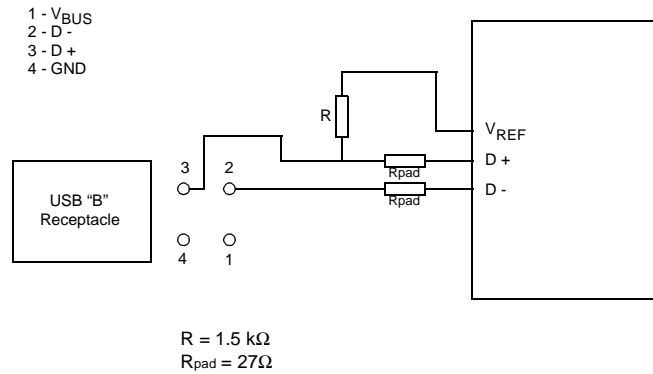 1 - VBUS
2 - D -
3 - D +
4 - GND
R
VREF
D +
Rpad
D -
Rpad
3
2
USB “B”
Receptacle
4
1
R = 1.5 kΩ
Rpad = 27Ω